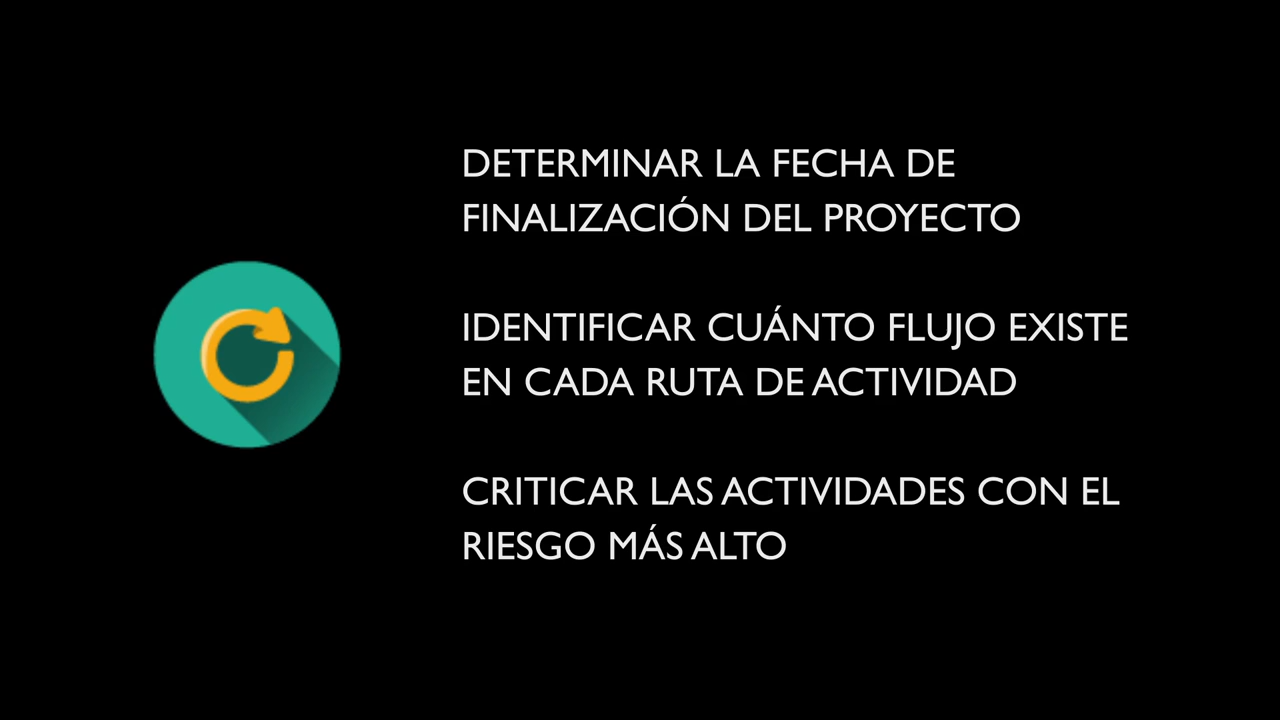 DETERMINAR LA FECHA DE
FINALIZACIÓN DEL PROYECTO
IDENTIFICAR CUÁNTO FLUJO EXISTE
EN CADA RUTA DE ACTIVIDAD
CRITICAR LAS ACTIVIDADES CON EL
RIESGO MÁS ALTO